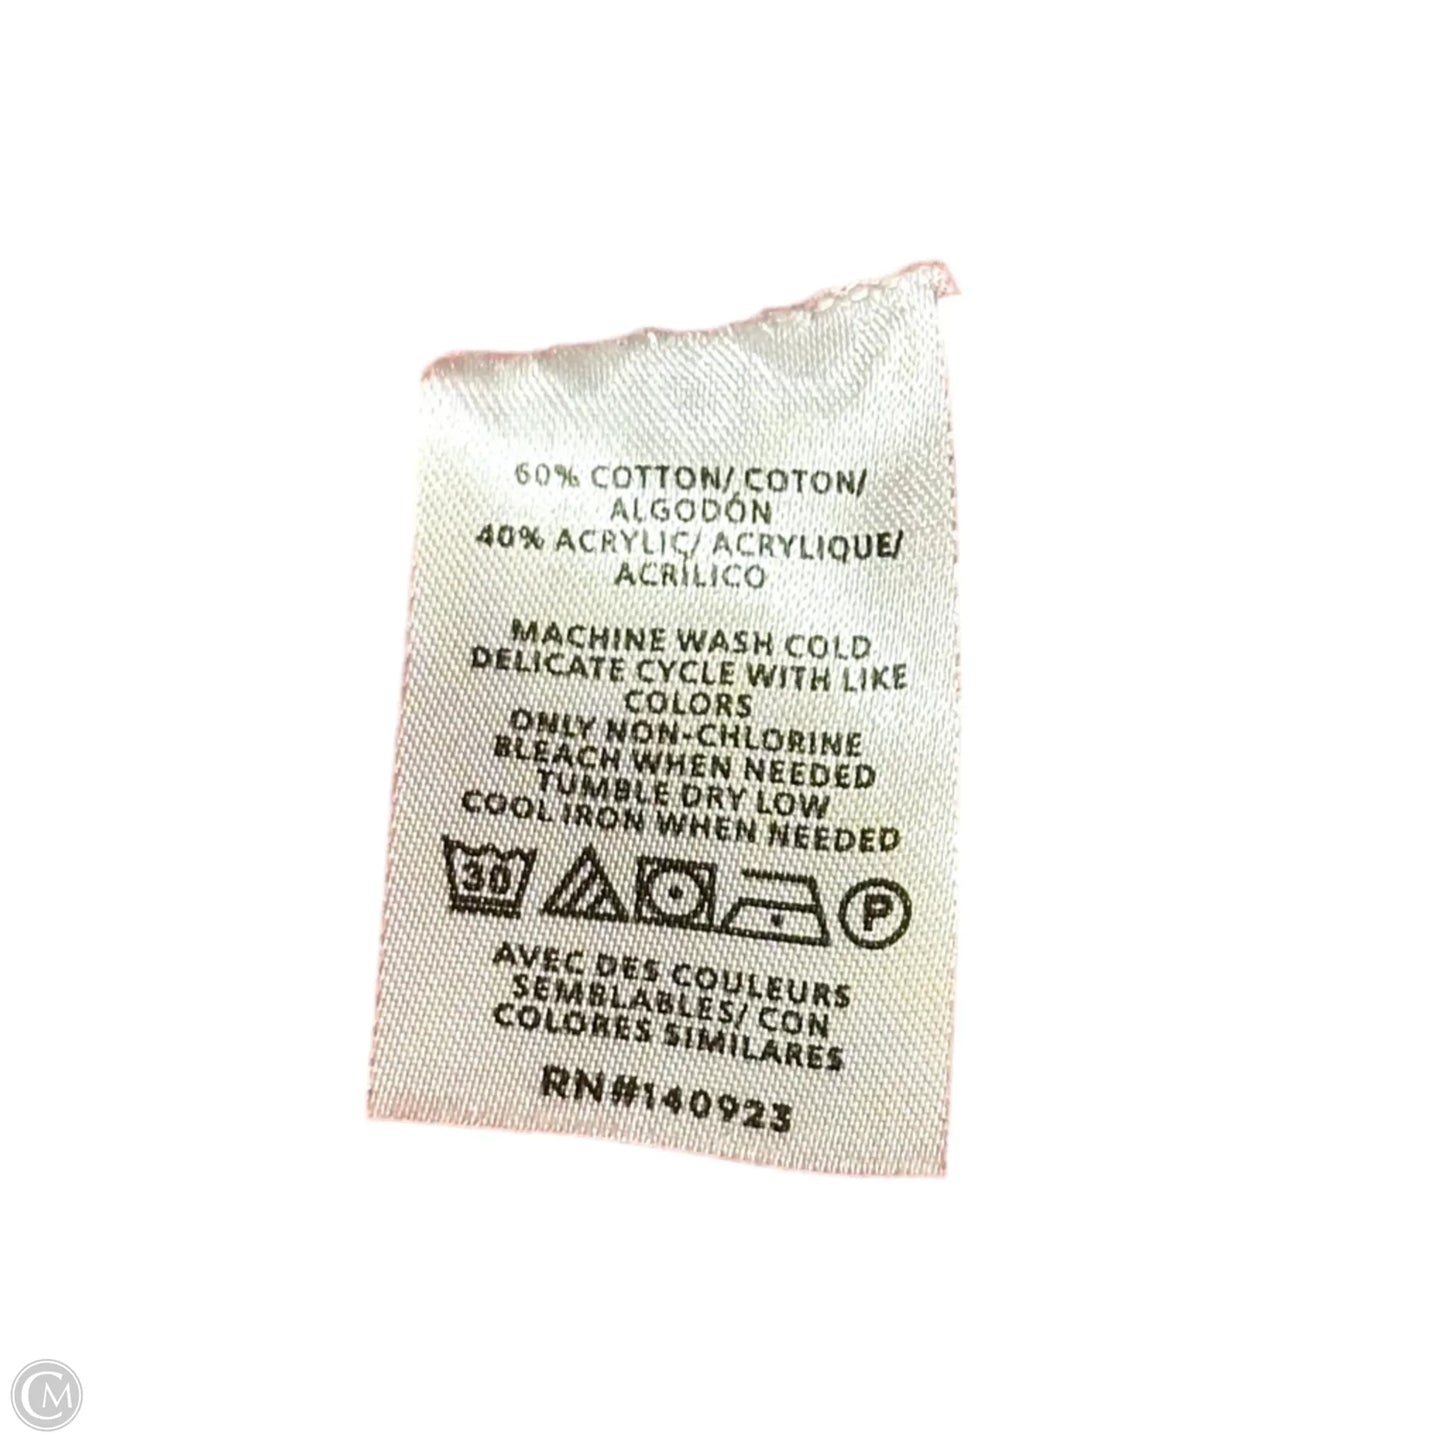 60% COTTON/ COTON/
ALGODÓN
40% ACRYLIC/ ACRYLIQUE/
ACRÍLICO
MACHINE WASH COLD
DELICATE CYCLE WITH LIKE
COLORS
ONLY NON-CHLORINE
BLEACH WHEN NEEDED
TUMBLE DRY LOW
COOL IRON WHEN NEEDED
30 P
AVEC DES COULEURS
SEMBLABLES/ CON
COLORES SIMILARES
RN#140923
CM